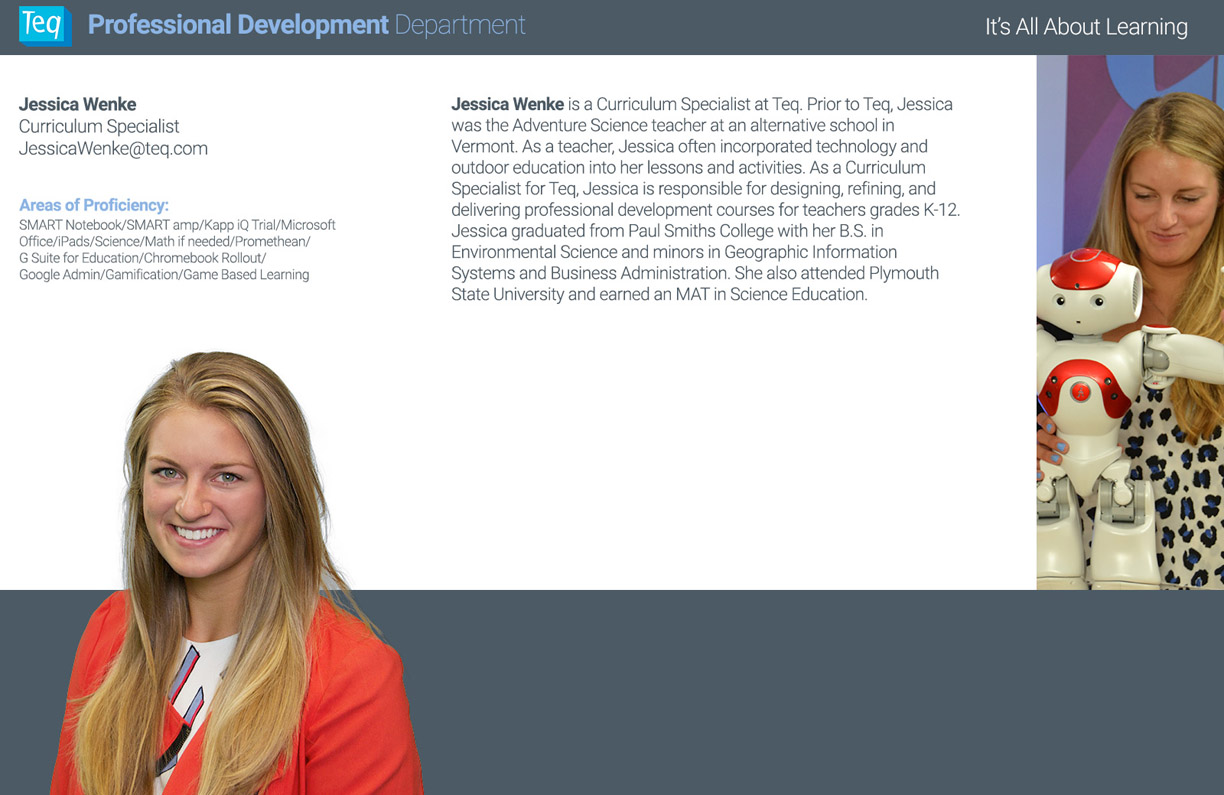 Teq Professional Development Department
It's All About Learning
Jessica Wenke
Curriculum Specialist
JessicaWenke@teq.com
Areas of Proficiency:
SMART Notebook/SMART amp/Kapp iQ Trial/Microsoft
Office/iPads/Science/Math if needed/Promethean/
G Suite for Education/Chromebook Rollout/
Google Admin/Gamification/Game Based Learning
Jessica Wenke is a Curriculum Specialist at Teq. Prior to Teq, Jessica
was the Adventure Science teacher at an alternative school in
Vermont. As a teacher, Jessica often incorporated technology and
outdoor education into her lessons and activities. As a Curriculum
Specialist for Teq, Jessica is responsible for designing, refining, and
delivering professional development courses for teachers grades K-12.
Jessica graduated from Paul Smiths College with her B.S. in
Environmental Science and minors in Geographic Information
Systems and Business Administration. She also attended Plymouth
State University and earned an MAT in Science Education.